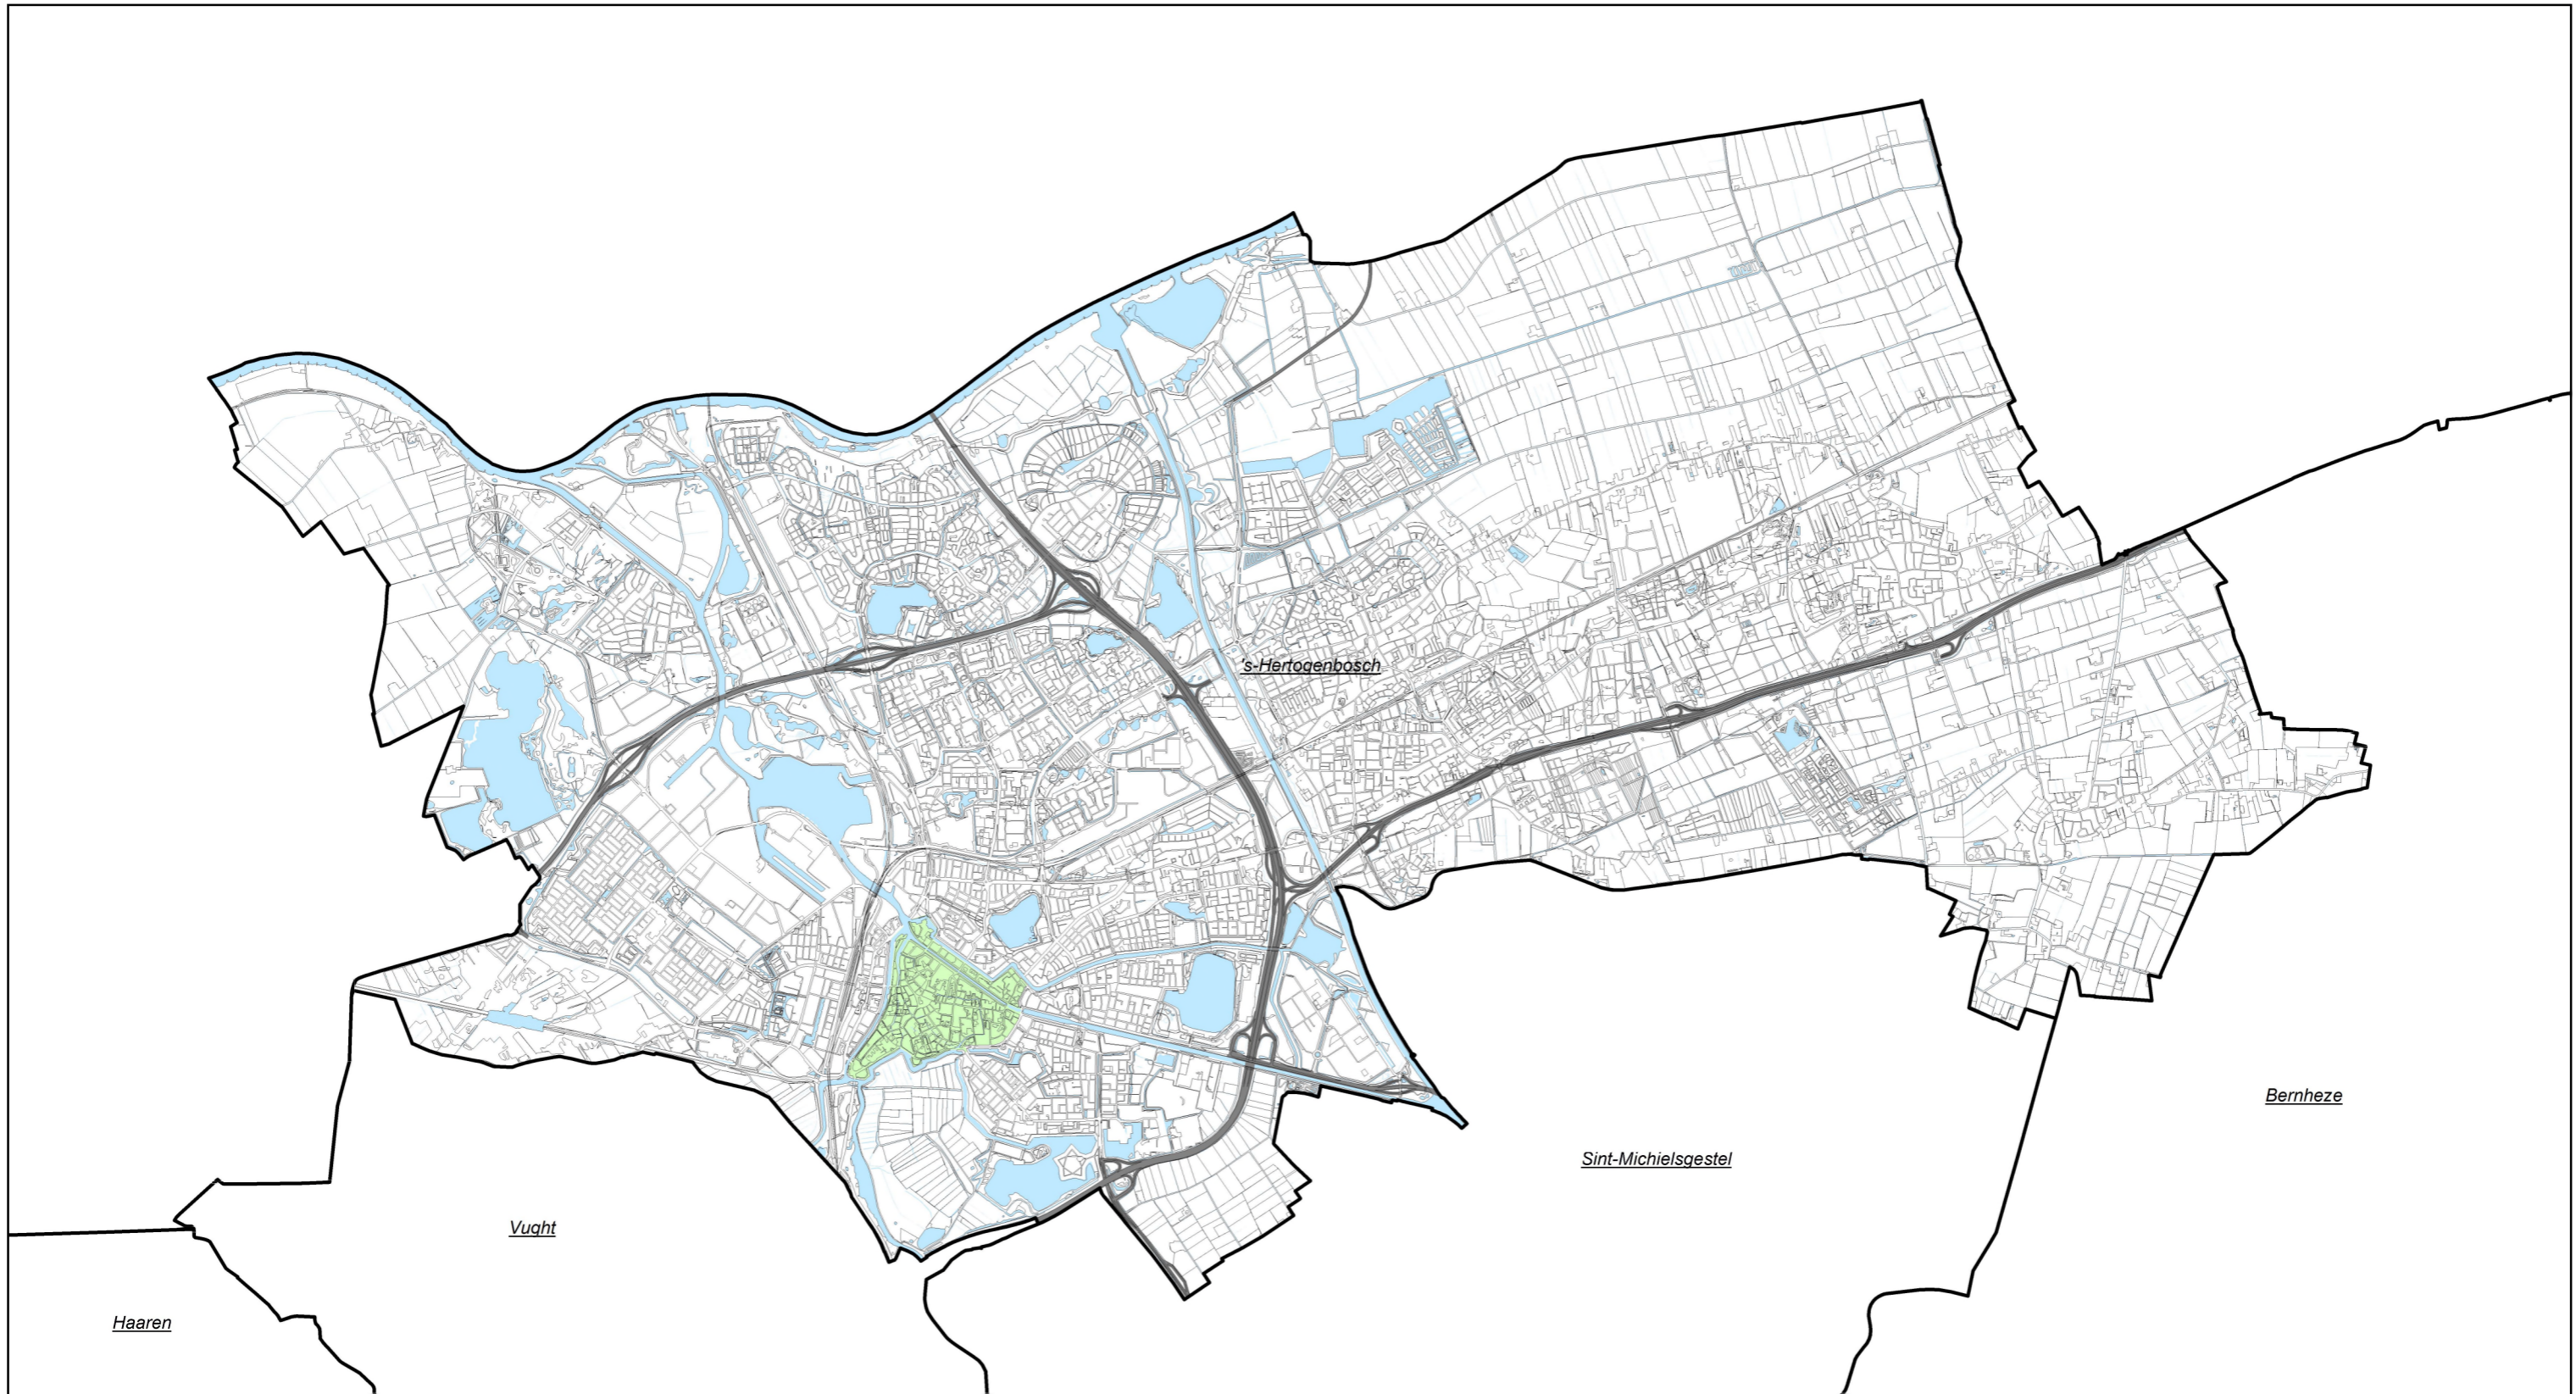 's-Hertogenbosch
Bernheze
Sint-Michielsgestel
Vught
Haaren